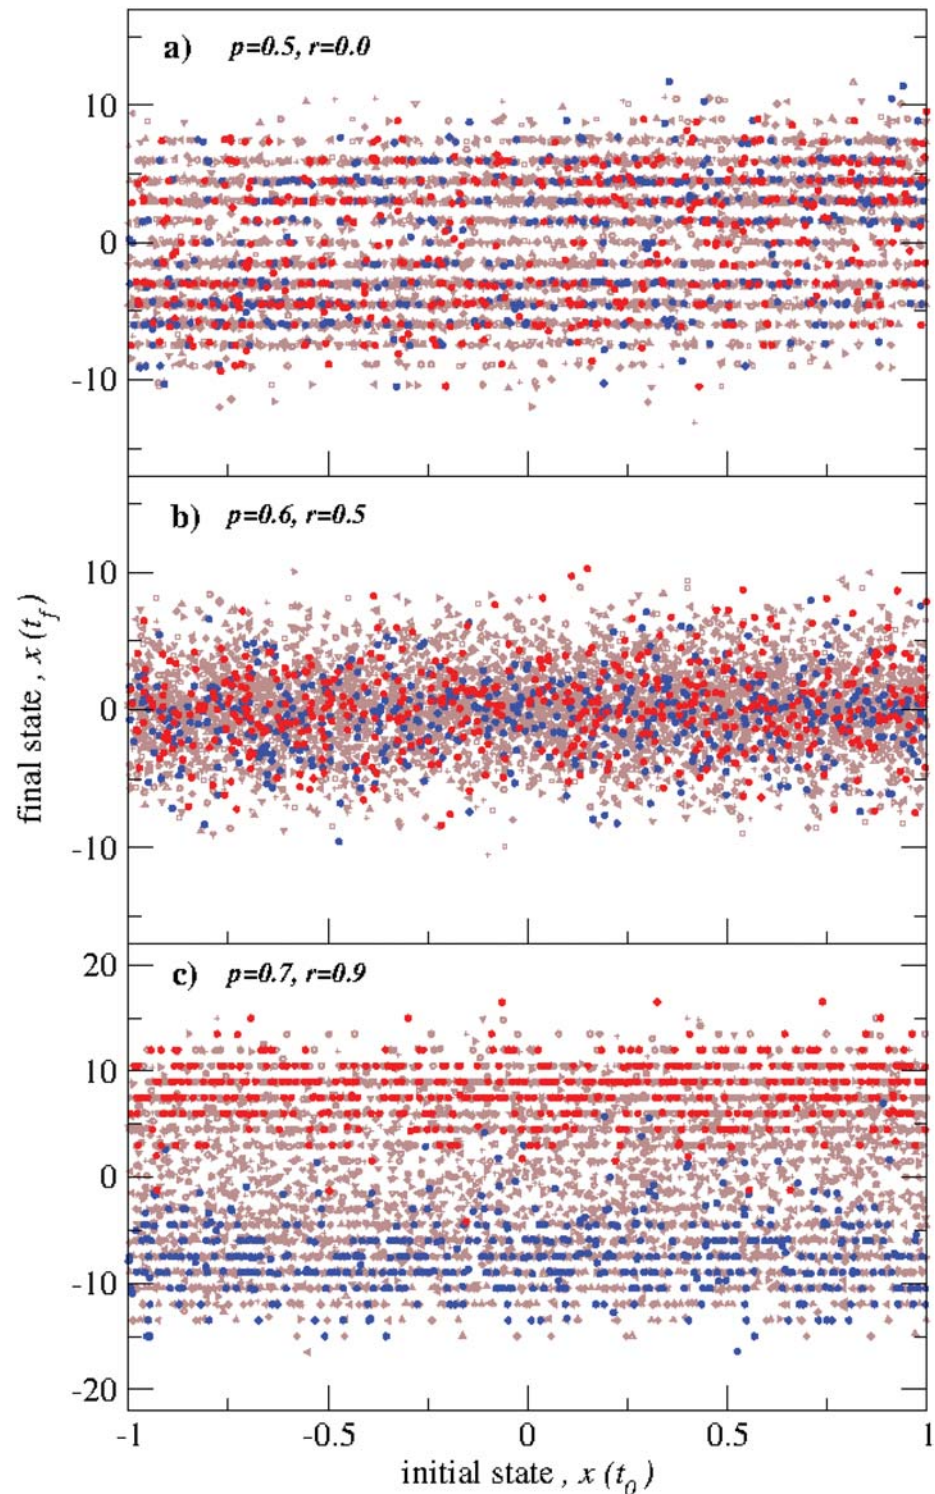 a) p=0.5, r=0.0
10
0
-10
b) p=0.6, r=0.5
10
0
-10
final state , x (t_f)
c) p=0.7, r=0.9
20
10
0
-10
-20
-1 -0.5 0 0.5 1
initial state , x (t_0)